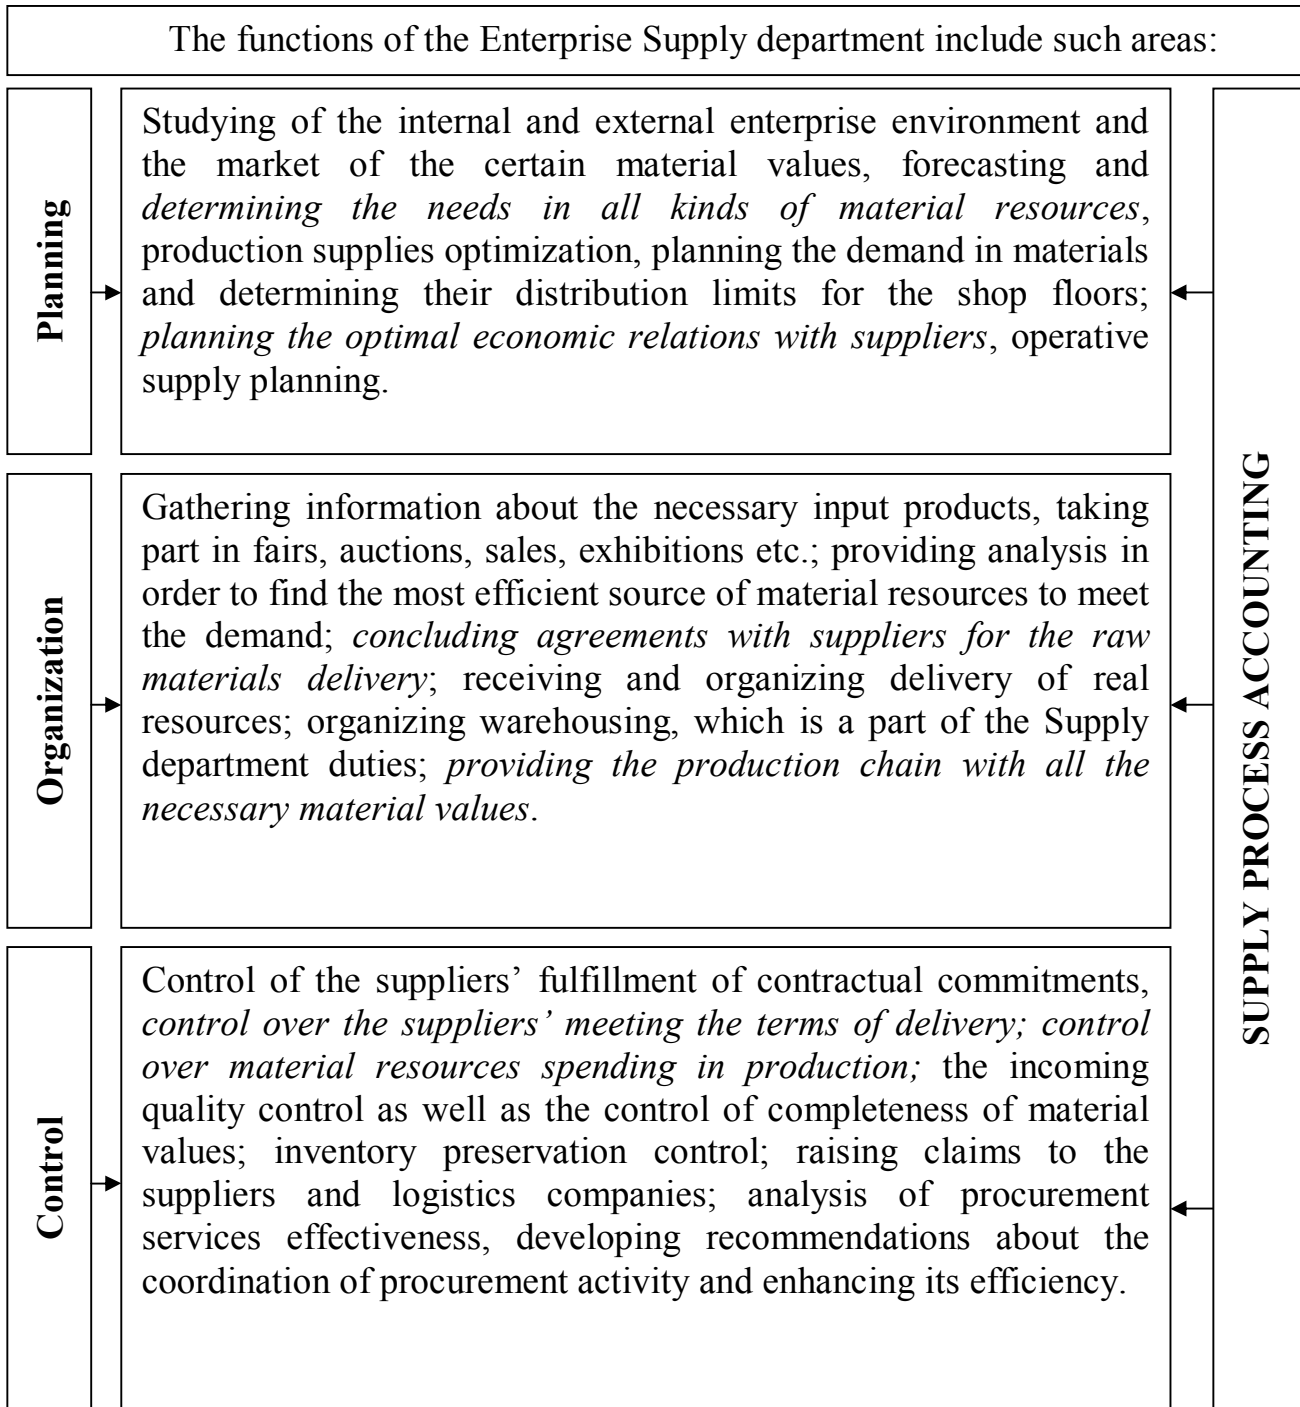 The functions of the Enterprise Supply department include such areas:
Planning
Studying of the internal and external enterprise environment and
the market of the certain material values, forecasting and
determining the needs in all kinds of material resources,
production supplies optimization, planning the demand in materials
and determining their distribution limits for the shop floors;
planning the optimal economic relations with suppliers, operative
supply planning.
Organization
Gathering information about the necessary input products, taking
part in fairs, auctions, sales, exhibitions etc.; providing analysis in
order to find the most efficient source of material resources to meet
the demand; concluding agreements with suppliers for the raw
materials delivery; receiving and organizing delivery of real
resources; organizing warehousing, which is a part of the Supply
department duties; providing the production chain with all the
necessary material values.
Control
Control of the suppliers’ fulfillment of contractual commitments,
control over the suppliers’ meeting the terms of delivery; control
over material resources spending in production; the incoming
quality control as well as the control of completeness of material
values; inventory preservation control; raising claims to the
suppliers and logistics companies; analysis of procurement
services effectiveness, developing recommendations about the
coordination of procurement activity and enhancing its efficiency.
SUPPLY PROCESS ACCOUNTING